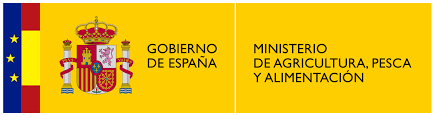 GOBIERNO
DE ESPAÑA
MINISTERIO
DE AGRICULTURA, PESCA
Y ALIMENTACIÓN